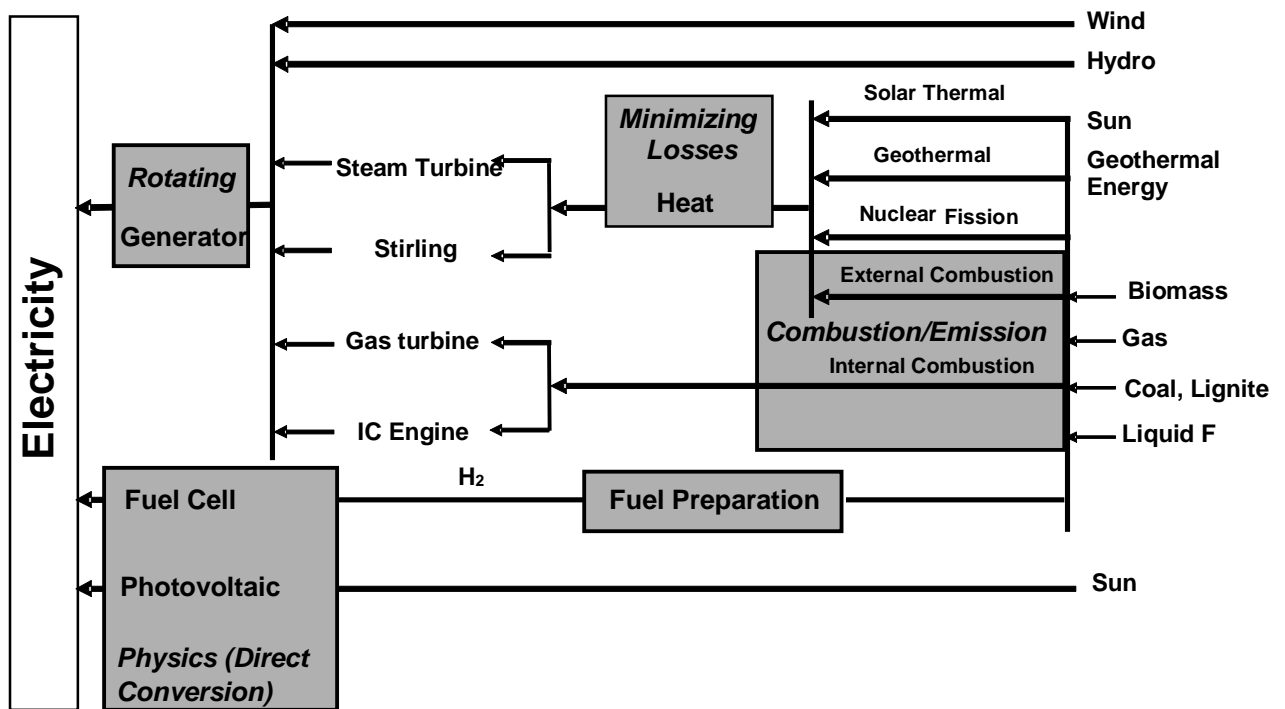 Wind
Hydro
Solar Thermal
Sun
Minimizing
Losses
Heat
Geothermal
Geothermal
Energy
Rotating
Generator
Steam Turbine
Stirling
Nuclear Fission
External Combustion
Biomass
Combustion/Emission
Gas
Internal Combustion
Coal, Lignite
Liquid F
Gas turbine
IC Engine
Electricity
H₂
Fuel Cell
Fuel Preparation
Photovoltaic
Sun
Physics (Direct
Conversion)